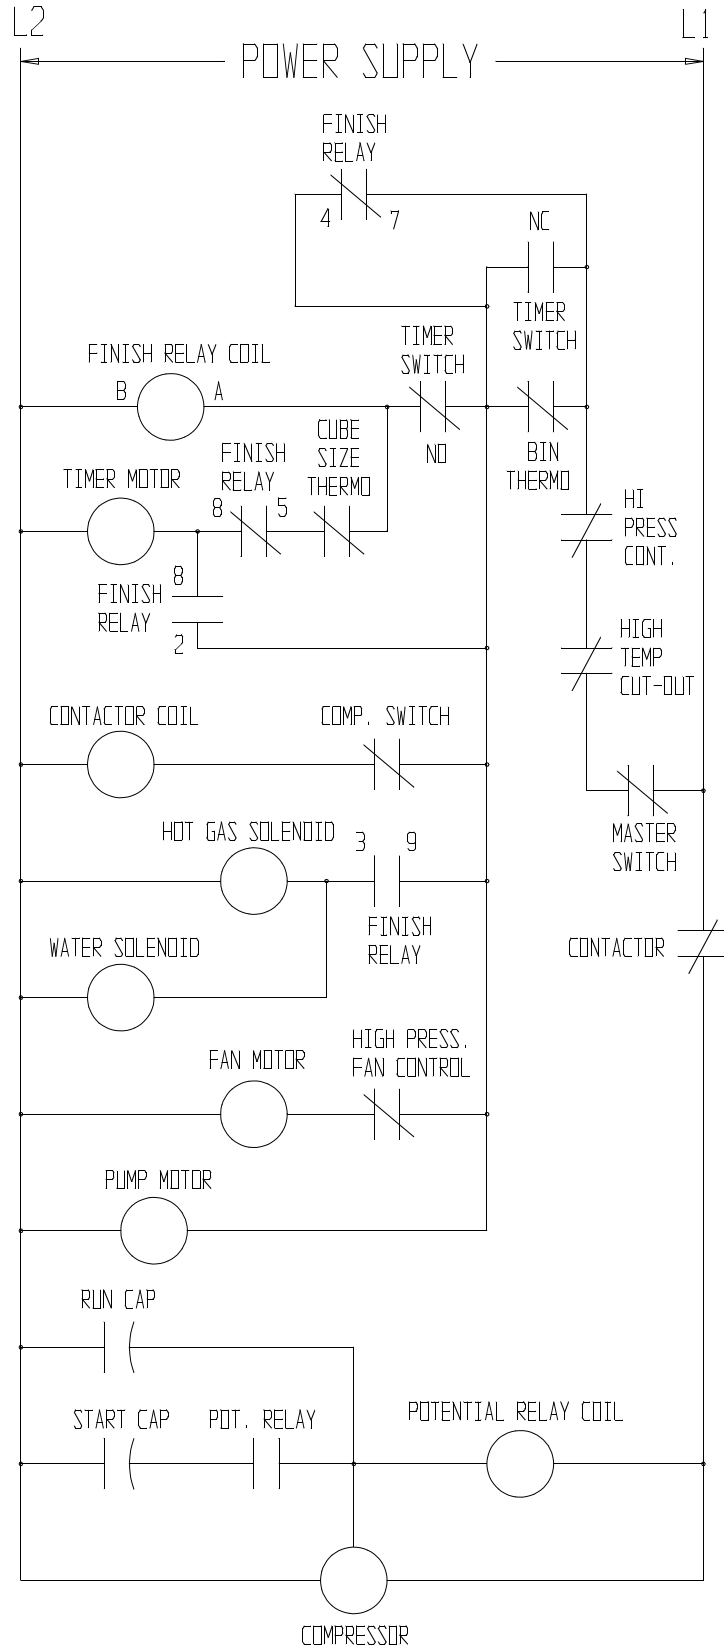 L2
L1
POWER SUPPLY
FINISH
RELAY
4
7
NC
TIMER
SWITCH
TIMER
SWITCH
FINISH RELAY COIL
B
A
NO
BIN
THERMO
CUBE
SIZE
THERMO
FINISH
RELAY
8
5
TIMER MOTOR
HI
PRESS
CONT.
8
FINISH
RELAY
2
HIGH
TEMP
CUT-OUT
CONTACTOR COIL
COMP. SWITCH
HOT GAS SOLENOID
3
9
MASTER
SWITCH
FINISH
RELAY
WATER SOLENOID
CONTACTOR
FAN MOTOR
HIGH PRESS.
FAN CONTROL
PUMP MOTOR
RUN CAP
START CAP
POT. RELAY
POTENTIAL RELAY COIL
COMPRESSOR